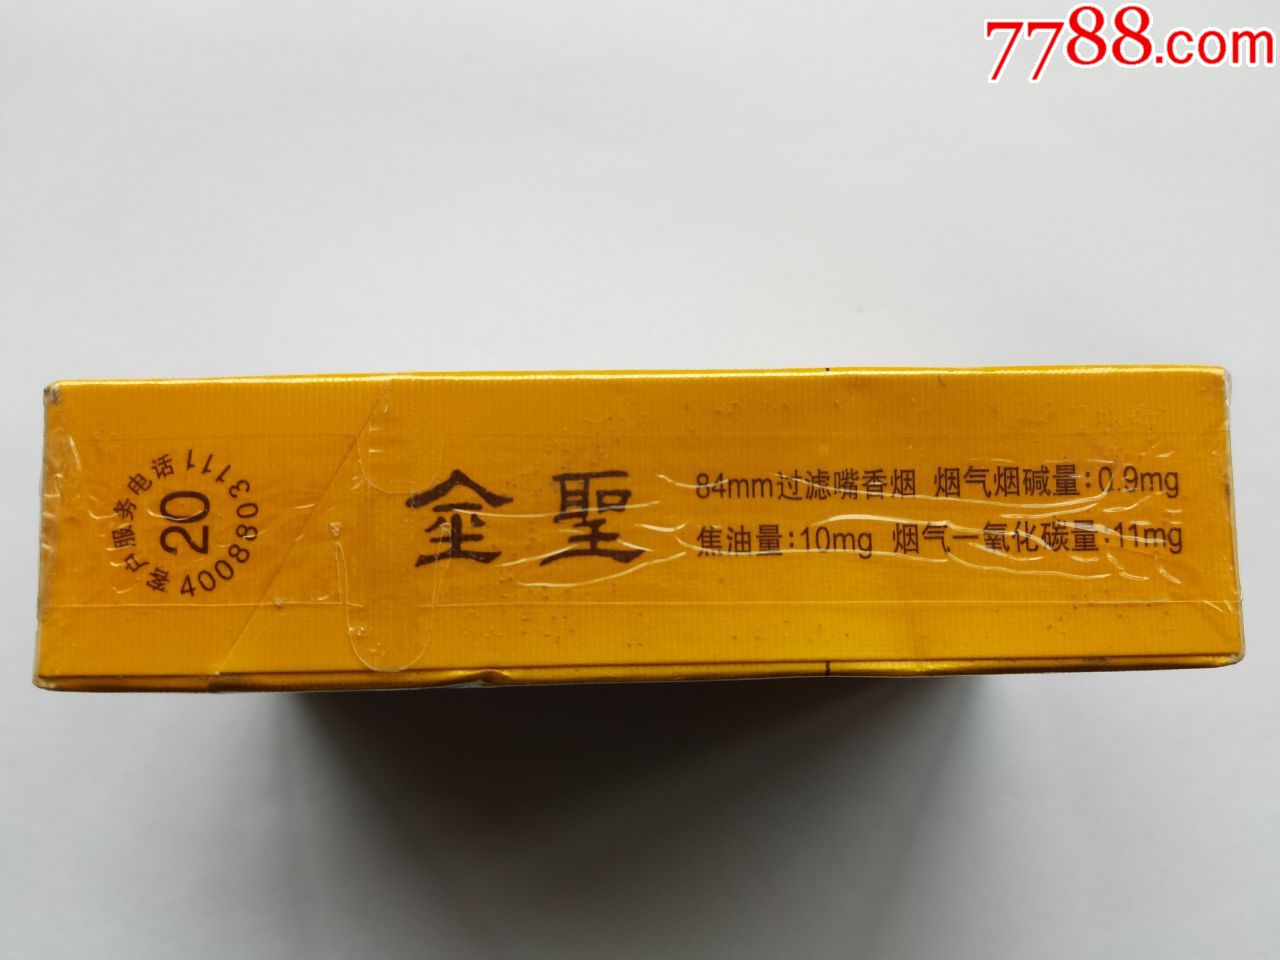 7788.com
客户服务电话
4008803111
20
金聖
84mm过滤嘴香烟 烟气烟碱量:0.9mg
焦油量:10mg 烟气一氧化碳量:11mg